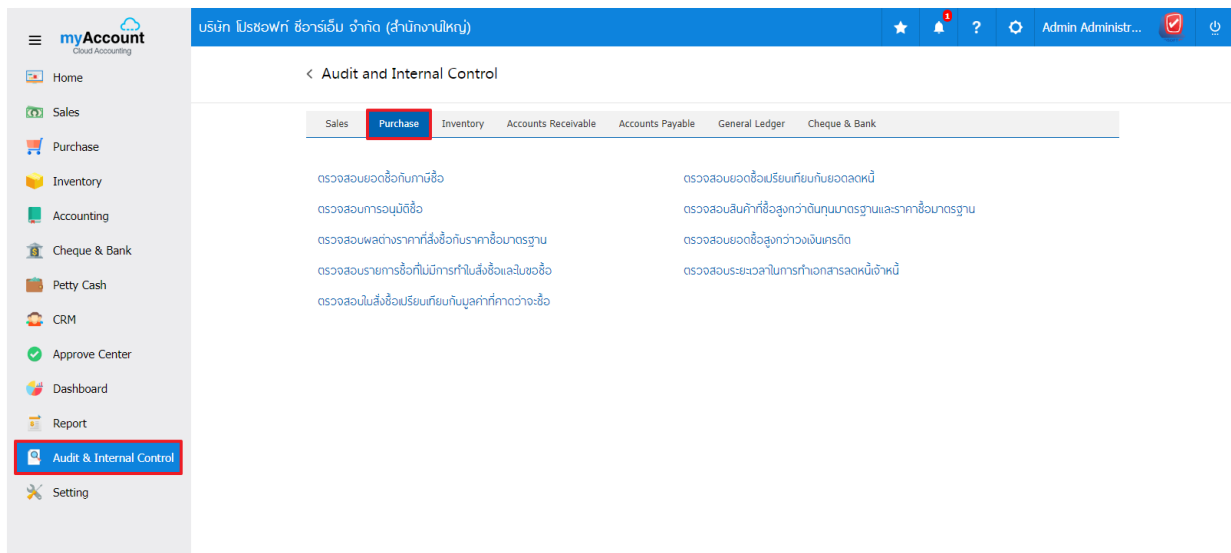 myAccount
Cloud Accounting
บริษัท โปรซอฟท์ ซีอาร์เอ็ม จำกัด (สำนักงานใหญ่)
1
?
Admin Administr...
Home
Sales
Purchase
Inventory
Accounting
Cheque & Bank
Petty Cash
CRM
Approve Center
Dashboard
Report
Audit & Internal Control
Setting
< Audit and Internal Control
Sales Purchase Inventory Accounts Receivable Accounts Payable General Ledger Cheque & Bank
ตรวจสอบยอดซื้อกับภาษีซื้อ
ตรวจสอบยอดซื้อเปรียบเทียบกับยอดลดหนี้
ตรวจสอบการอนุมัติซื้อ
ตรวจสอบสินค้าที่ซื้อสูงกว่าต้นทุนมาตรฐานและราคาซื้อมาตรฐาน
ตรวจสอบผลต่างราคาที่สั่งซื้อกับราคาซื้อมาตรฐาน
ตรวจสอบยอดซื้อสูงกว่าวงเงินเครดิต
ตรวจสอบรายการซื้อที่ไม่มีการทำใบสั่งซื้อและใบขอซื้อ
ตรวจสอบระยะเวลาในการทำเอกสารลดหนี้เจ้าหนี้
ตรวจสอบใบสั่งซื้อเปรียบเทียบกับมูลค่าที่คาดว่าจะซื้อ